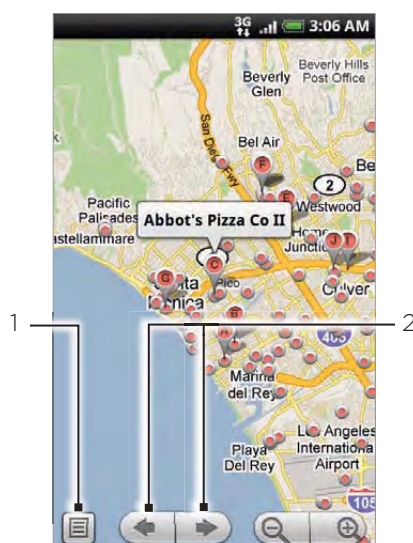 3G 3:06 AM
Beverly Hills
Post Office
Beverly
Glen
San Diego Fwy
Bel Air
F
Be
2
Pacific
Palisades
E
Westwood
Abbot's Pizza Co II
astellammare
Home
Junction
J
I
C
G
Pico
Culver
Monica
B
A
405
1
2
Marina
del Rey
Los Angeles
International
Airport
Playa
Del Rey
105